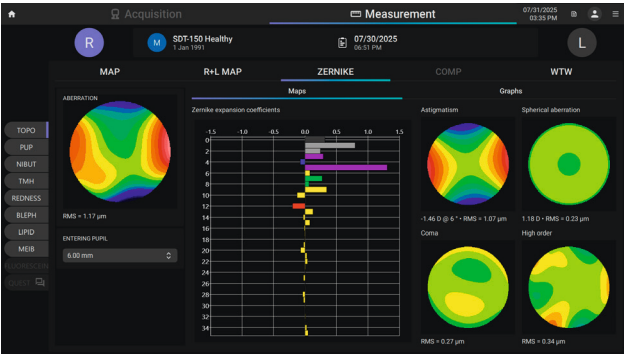 Acquisition
Measurement
07/31/2025
03:35 PM
R
M
SDT-150 Healthy
1 Jan 1991
07/30/2025
06:51 PM
L
MAP
R+L MAP
ZERNIKE
COMP
WTW
Maps
Graphs
TOPO
PUP
NIBUT
TMH
REDNESS
BLEPH
LIPID
MEIB
QUEST
ABERRATION
RMS = 1.17 µm
ENTERING PUPIL
6.00 mm
Zernike expansion coefficients
-1.5 -1.0 -0.5 0.0 0.5 1.0 1.5
0
2
4
6
8
10
12
14
16
18
20
22
24
26
28
30
32
34
Astigmatism
-1.46 D @ 6 ° • RMS = 1.07 µm
Spherical aberration
1.18 D • RMS = 0.23 µm
Coma
RMS = 0.27 µm
High order
RMS = 0.34 µm